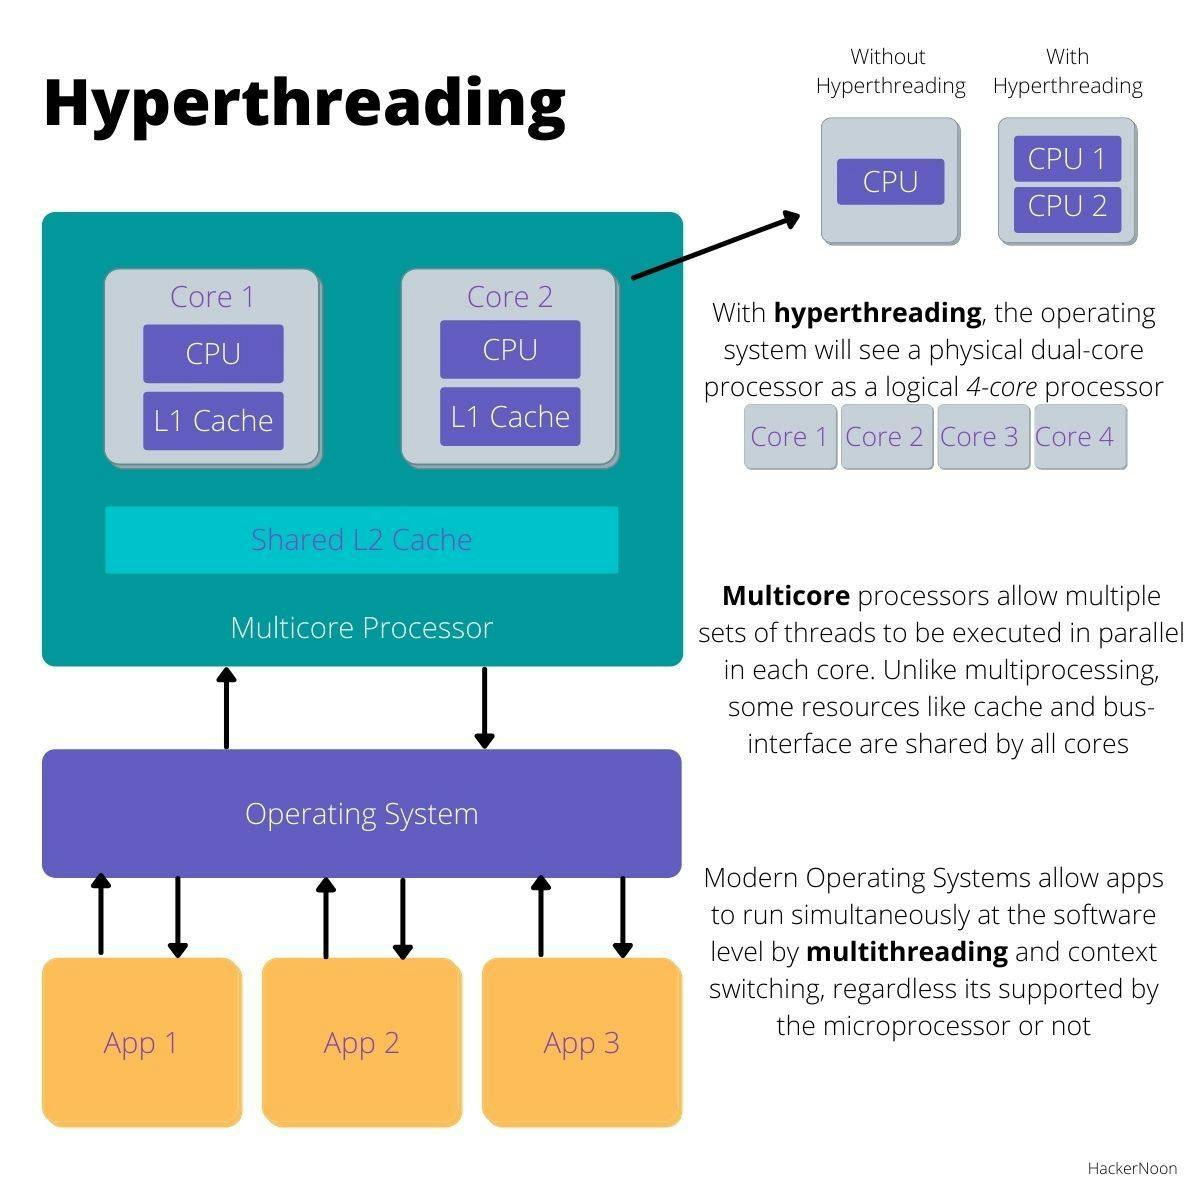 Hyperthreading
Without
Hyperthreading
With
Hyperthreading
CPU
CPU 1
CPU 2
Core 1
CPU
L1 Cache
Core 2
CPU
L1 Cache
Shared L2 Cache
Multicore Processor
With hyperthreading, the operating
system will see a physical dual-core
processor as a logical 4-core processor
Core 1
Core 2
Core 3
Core 4
Multicore processors allow multiple
sets of threads to be executed in parallel
in each core. Unlike multiprocessing,
some resources like cache and bus-
interface are shared by all cores
Operating System
Modern Operating Systems allow apps
to run simultaneously at the software
level by multithreading and context
switching, regardless its supported by
the microprocessor or not
App 1
App 2
App 3
HackerNoon